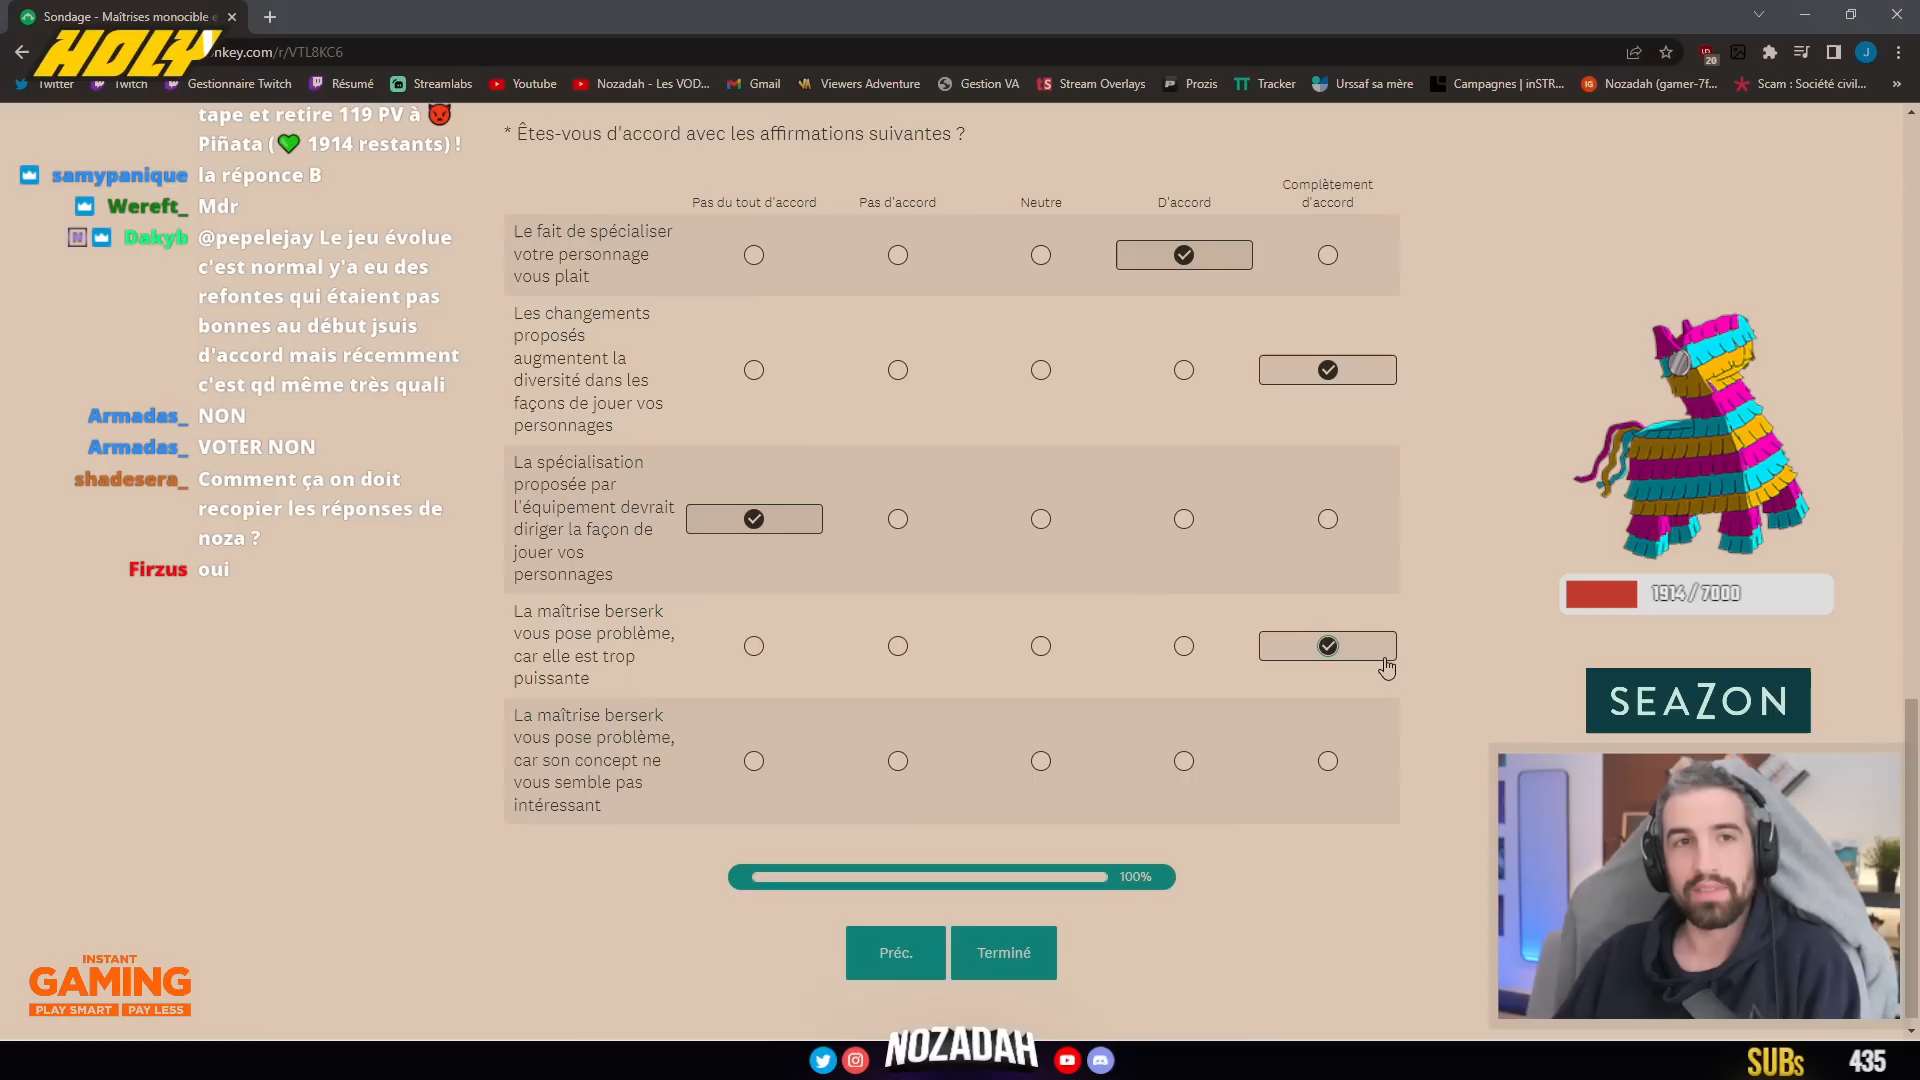 Sondage - Maîtrises monocible e
HOLY
nkey.com/r/VTL8KC6
20
J
Twitter
Twitch
Gestionnaire Twitch
Résumé
Streamlabs
Youtube
Nozadah - Les VOD...
Gmail
Viewers Adventure
Gestion VA
Stream Overlays
Prozis
Tracker
Urssaf sa mère
Campagnes | inSTR...
Nozadah (gamer-7f...
Scam : Société civil...
»
tape et retire 119 PV à 👿
Piñata (💚 1914 restants) !
samypanique la réponce B
Wereft_ Mdr
Dakyb @pepelejay Le jeu évolue
c'est normal y'a eu des
refontes qui étaient pas
bonnes au début jsuis
d'accord mais récemment
c'est qd même très quali
Armadas_ NON
Armadas_ VOTER NON
shadesera_ Comment ça on doit
recopier les réponses de
noza ?
Firzus oui
* Êtes-vous d'accord avec les affirmations suivantes ?
Pas du tout d'accord
Pas d'accord
Neutre
D'accord
Complètement
d'accord
Le fait de spécialiser
votre personnage
vous plait
Les changements
proposés
augmentent la
diversité dans les
façons de jouer vos
personnages
La spécialisation
proposée par
l'équipement devrait
diriger la façon de
jouer vos
personnages
La maîtrise berserk
vous pose problème,
car elle est trop
puissante
La maîtrise berserk
vous pose problème,
car son concept ne
vous semble pas
intéressant
100%
Préc.
Terminé
1914 / 7000
SEAZON
INSTANT
GAMING
PLAY SMART PAY LESS
NOZADAH
SUBs 435